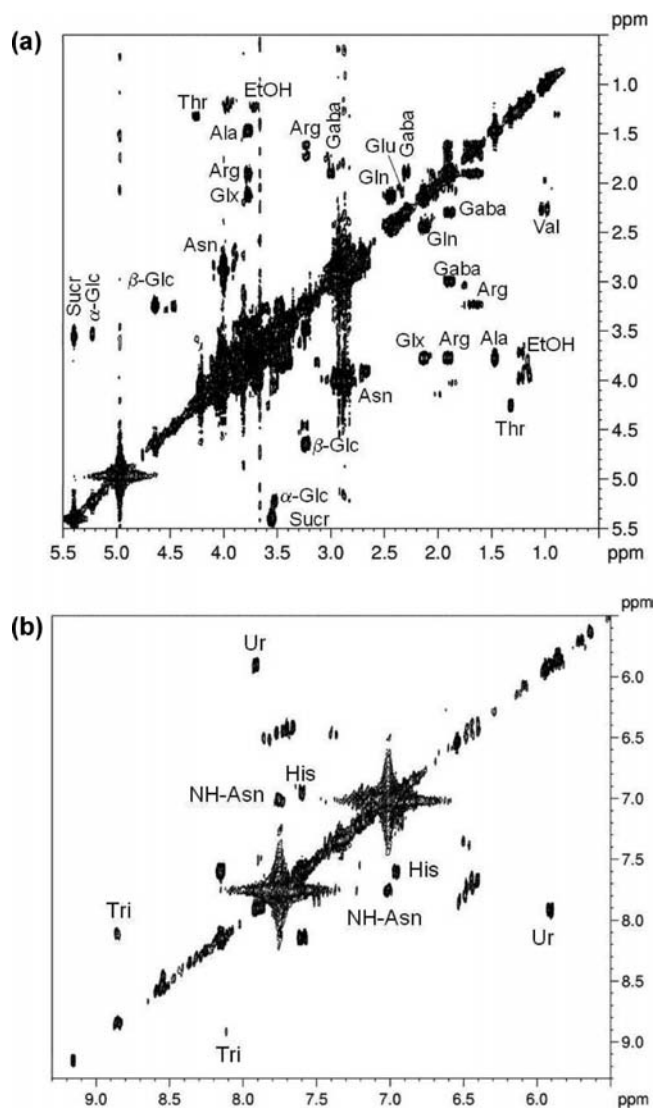 ppm
(a)
Thr
EtOH
Ala
Arg
Gaba
Gaba
Arg
Glu
Gln
Glx
Gaba
Gln
Val
Asn
Gaba
Sucr
α-Glc
β-Glc
Arg
Glx Arg Ala EtOH
Asn
Thr
β-Glc
α-Glc
Sucr
1.0
1.5
2.0
2.5
3.0
3.5
4.0
4.5
5.0
5.5
ppm
5.5 5.0 4.5 4.0 3.5 3.0 2.5 2.0 1.5 1.0
ppm
ppm
(b)
Ur
His
NH-Asn
His
NH-Asn
Tri
Ur
Tri
6.0
6.5
7.0
7.5
8.0
8.5
9.0
9.0 8.5 8.0 7.5 7.0 6.5 6.0 ppm